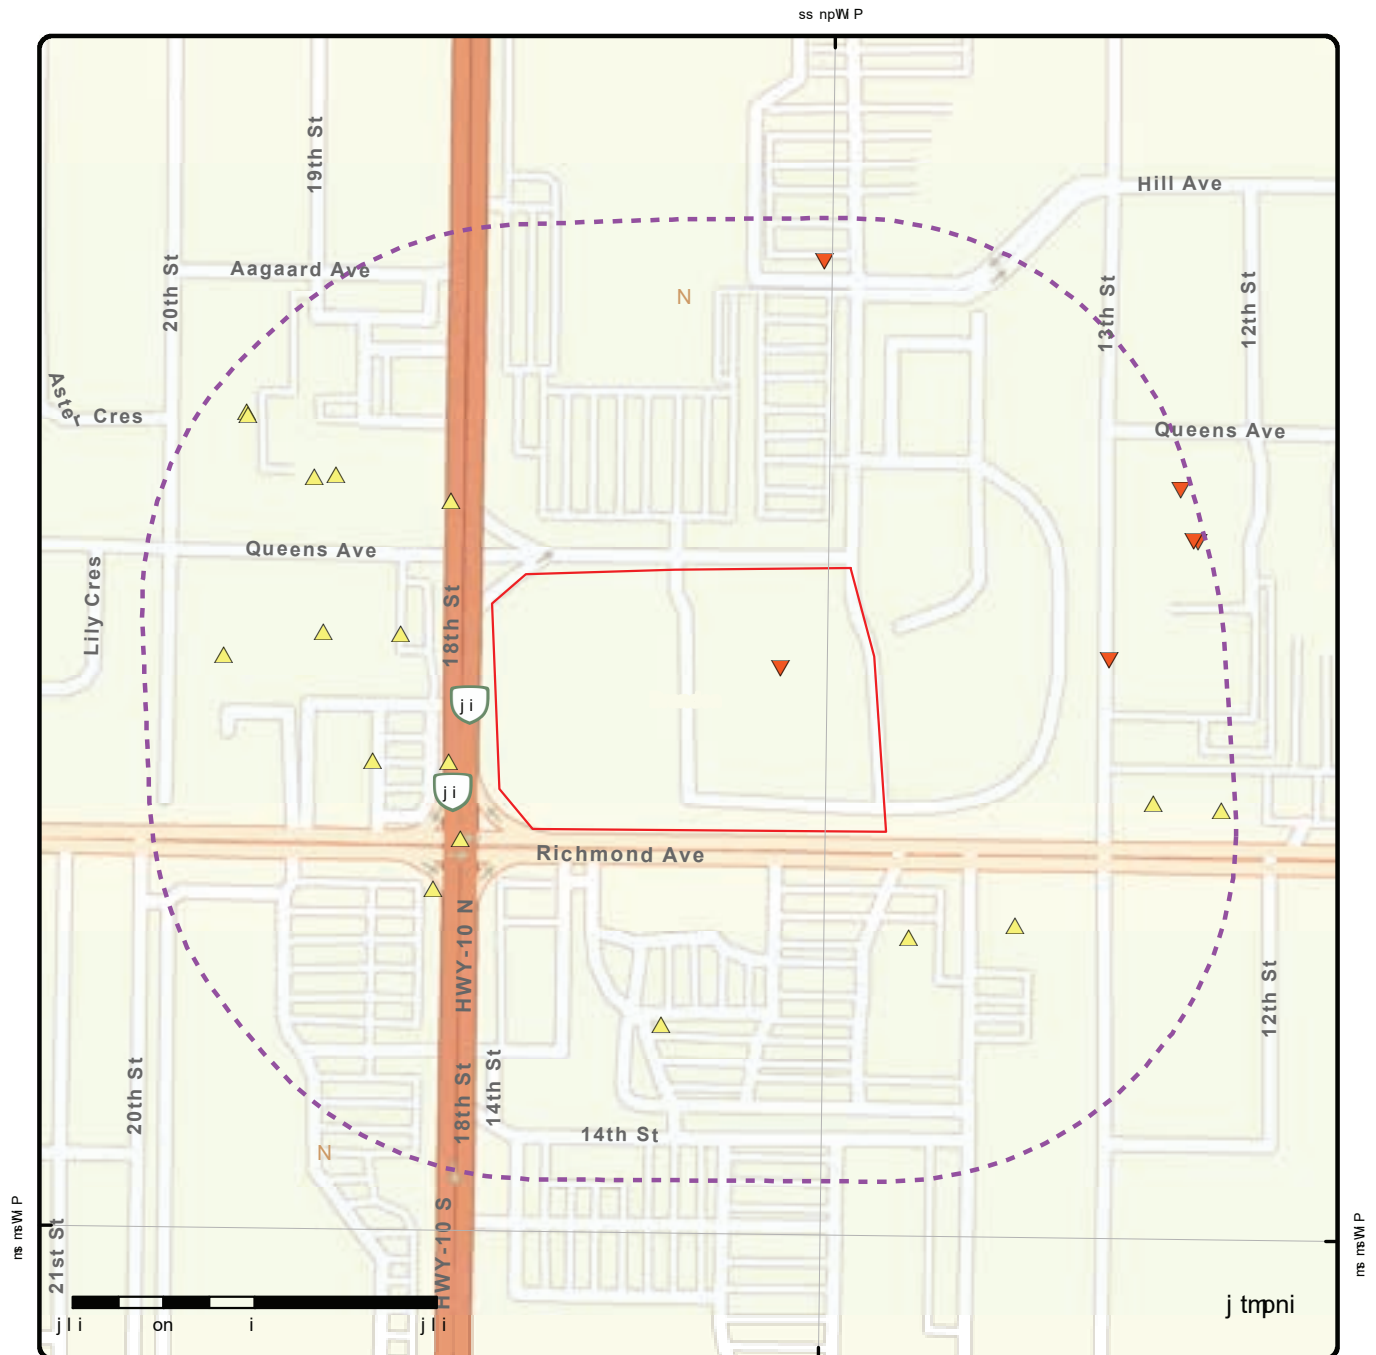 19th St
Hill Ave
20th St
Aagaard Ave
13th St
12th St
N
Aster Cres
Queens Ave
Queens Ave
Lily Cres
18th St
j i
j i
Richmond Ave
HWY-10 N
12th St
20th St
18th St
14th St
14th St
N
HWY-10 S
21st St
j l i
on
i
j l i